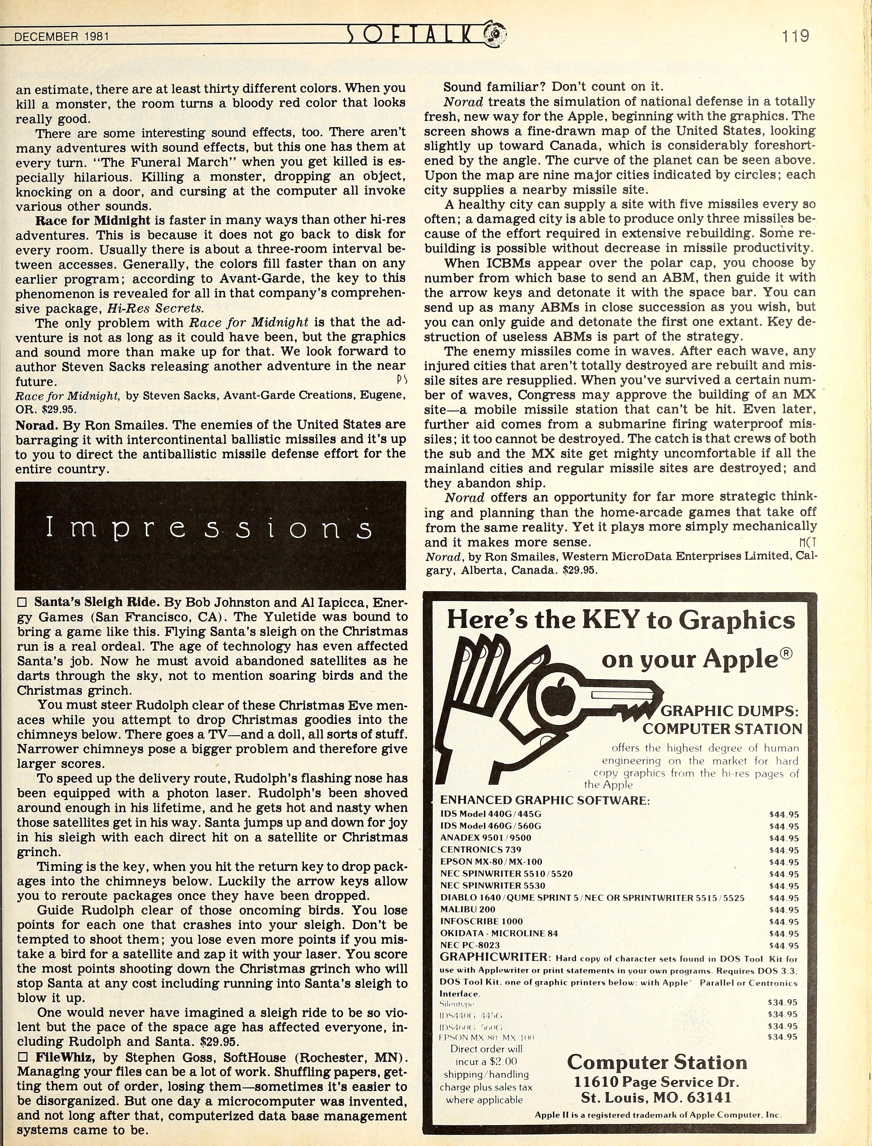 DECEMBER 1981
SOFTALK
119
an estimate, there are at least thirty different colors. When you
kill a monster, the room turns a bloody red color that looks
really good.
There are some interesting sound effects, too. There aren't
many adventures with sound effects, but this one has them at
every turn. "The Funeral March" when you get killed is es-
pecially hilarious. Killing a monster, dropping an object,
knocking on a door, and cursing at the computer all invoke
various other sounds.
Race for Midnight is faster in many ways than other hi-res
adventures. This is because it does not go back to disk for
every room. Usually there is about a three-room interval be-
tween accesses. Generally, the colors fill faster than on any
earlier program; according to Avant-Garde, the key to this
phenomenon is revealed for all in that company's comprehen-
sive package, Hi-Res Secrets.
The only problem with Race for Midnight is that the ad-
venture is not as long as it could have been, but the graphics
and sound more than make up for that. We look forward to
author Steven Sacks releasing another adventure in the near
future.
Race for Midnight, by Steven Sacks, Avant-Garde Creations, Eugene,
OR. $29.95.
Norad. By Ron Smailes. The enemies of the United States are
barraging it with intercontinental ballistic missiles and it's up
to you to direct the antiballistic missile defense effort for the
entire country.
Impressions
□ Santa's Sleigh Ride. By Bob Johnston and Al Iapicca, Ener-
gy Games (San Francisco, CA). The Yuletide was bound to
bring a game like this. Flying Santa's sleigh on the Christmas
run is a real ordeal. The age of technology has even affected
Santa's job. Now he must avoid abandoned satellites as he
darts through the sky, not to mention soaring birds and the
Christmas grinch.
You must steer Rudolph clear of these Christmas Eve men-
aces while you attempt to drop Christmas goodies into the
chimneys below. There goes a TV—and a doll, all sorts of stuff.
Narrower chimneys pose a bigger problem and therefore give
larger scores.
To speed up the delivery route, Rudolph's flashing nose has
been equipped with a photon laser. Rudolph's been shoved
around enough in his lifetime, and he gets hot and nasty when
those satellites get in his way. Santa jumps up and down for joy
in his sleigh with each direct hit on a satellite or Christmas
grinch.
Timing is the key, when you hit the return key to drop pack-
ages into the chimneys below. Luckily the arrow keys allow
you to reroute packages once they have been dropped.
Guide Rudolph clear of those oncoming birds. You lose
points for each one that crashes into your sleigh. Don't be
tempted to shoot them; you lose even more points if you mis-
take a bird for a satellite and zap it with your laser. You score
the most points shooting down the Christmas grinch who will
stop Santa at any cost including running into Santa's sleigh to
blow it up.
One would never have imagined a sleigh ride to be so vio-
lent but the pace of the space age has affected everyone, in-
cluding Rudolph and Santa. $29.95.
□ FileWhiz, by Stephen Goss, SoftHouse (Rochester, MN).
Managing your files can be a lot of work. Shuffling papers, get-
ting them out of order, losing them—sometimes it's easier to
be disorganized. But one day a microcomputer was invented,
and not long after that, computerized data base management
systems came to be.
Sound familiar? Don't count on it.
Norad treats the simulation of national defense in a totally
fresh, new way for the Apple, beginning with the graphics. The
screen shows a fine-drawn map of the United States, looking
slightly up toward Canada, which is considerably foreshort-
ened by the angle. The curve of the planet can be seen above.
Upon the map are nine major cities indicated by circles; each
city supplies a nearby missile site.
A healthy city can supply a site with five missiles every so
often; a damaged city is able to produce only three missiles be-
cause of the effort required in extensive rebuilding. Some re-
building is possible without decrease in missile productivity.
When ICBMs appear over the polar cap, you choose by
number from which base to send an ABM, then guide it with
the arrow keys and detonate it with the space bar. You can
send up as many ABMs in close succession as you wish, but
you can only guide and detonate the first one extant. Key de-
struction of useless ABMs is part of the strategy.
The enemy missiles come in waves. After each wave, any
injured cities that aren't totally destroyed are rebuilt and mis-
sile sites are resupplied. When you've survived a certain num-
ber of waves, Congress may approve the building of an MX
site—a mobile missile station that can't be hit. Even later,
further aid comes from a submarine firing waterproof mis-
siles; it too cannot be destroyed. The catch is that crews of both
the sub and the MX site get mighty uncomfortable if all the
mainland cities and regular missile sites are destroyed; and
they abandon ship.
Norad offers an opportunity for far more strategic think-
ing and planning than the home-arcade games that take off
from the same reality. Yet it plays more simply mechanically
and it makes more sense. MCT
Norad, by Ron Smailes, Western MicroData Enterprises Limited, Cal-
gary, Alberta, Canada. $29.95.
Here's the KEY to Graphics
on your Apple®
GRAPHIC DUMPS:
COMPUTER STATION
offers the highest degree of human
engineering on the market for hard
copy graphics from the hi-res pages of
the Apple
ENHANCED GRAPHIC SOFTWARE:
IDS Model 440G/445G $44.95
IDS Model 460G/560G $44.95
ANADEX 9501/9500 $44.95
CENTRONICS 739 $44.95
EPSON MX-80/MX-100 $44.95
NEC SPINWRITER 5510/5520 $44.95
NEC SPINWRITER 5530 $44.95
DIABLO 1640/QUME SPRINT 5/NEC OR SPRINTWRITER 5515/5525 $44.95
MALIBU 200 $44.95
INFOSCRIBE 1000 $44.95
OKIDATA - MICROLINE 84 $44.95
NEC PC-8023 $44.95
GRAPHICWRITER: Hard copy of character sets found in DOS Tool Kit for
use with Applewriter or print statements in your own programs. Requires DOS 3.3,
DOS Tool Kit, one of graphic printers below: with Apple Parallel or Centronics
Interface.
Silentype $34.95
IDS440G 445G $34.95
IDS460G 560G $34.95
EPSON MX 80 MX 100 $34.95
Direct order will
incur a $2.00
shipping/handling
charge plus sales tax
where applicable
Computer Station
11610 Page Service Dr.
St. Louis, MO. 63141
Apple II is a registered trademark of Apple Computer, Inc.